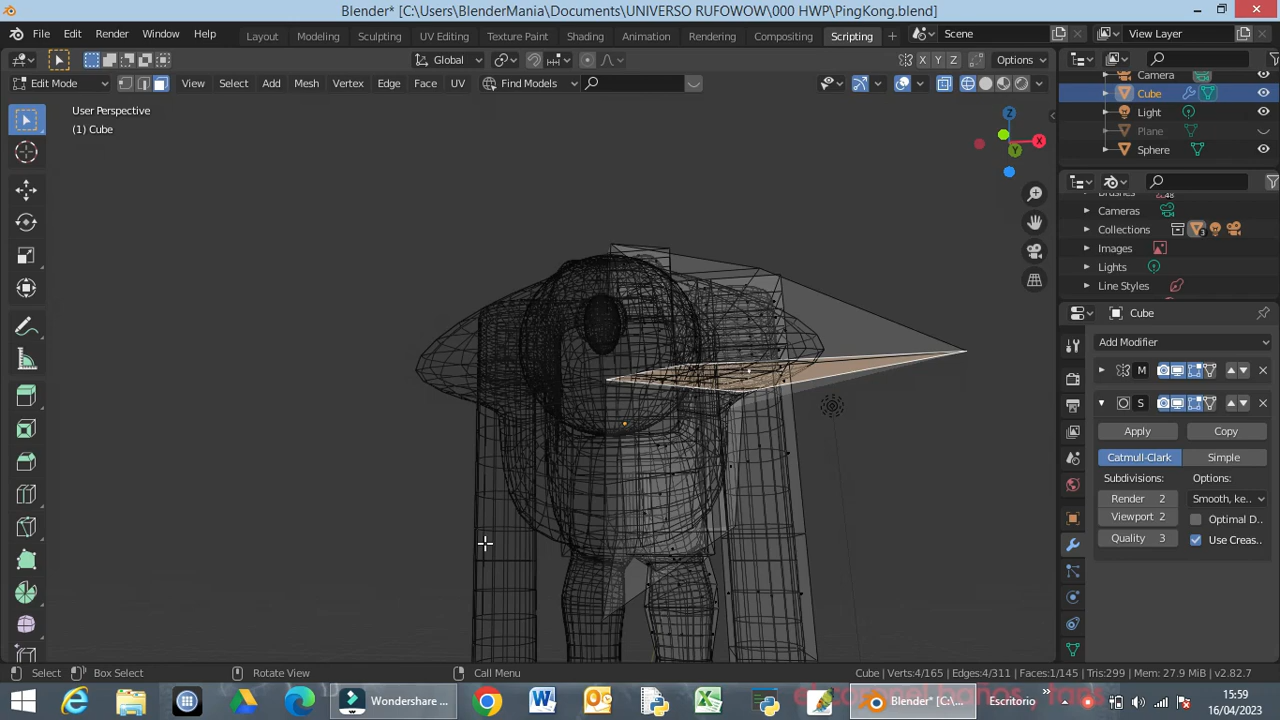 Blender* [C:\Users\BlenderMania\Documents\UNIVERSO RUFOWOW\000 HWP\PingKong.blend]
File Edit Render Window Help Layout Modeling Sculpting UV Editing Texture Paint Shading Animation Rendering Compositing Scripting Scene View Layer
Global X Y Z Options
Edit Mode View Select Add Mesh Vertex Edge Face UV Find Models
User Perspective
(1) Cube
Z
X
Y
Camera
Cube
Light
Plane
Sphere
Cameras
Collections
Images
Lights
Line Styles
Cube
Add Modifier
M
S
Apply Copy
Catmull-Clark Simple
Subdivisions: Options:
Render 2 Smooth, ke..
Viewport 2 Optimal D..
Quality 3 Use Creas..
Select Box Select Rotate View Call Menu Cube | Verts:4/165 | Edges:4/311 | Faces:1/145 | Tris:299 | Mem: 27.9 MiB | v2.82.7
Wondershare ... Blender* [C:\... Escritorio
15:59
16/04/2023